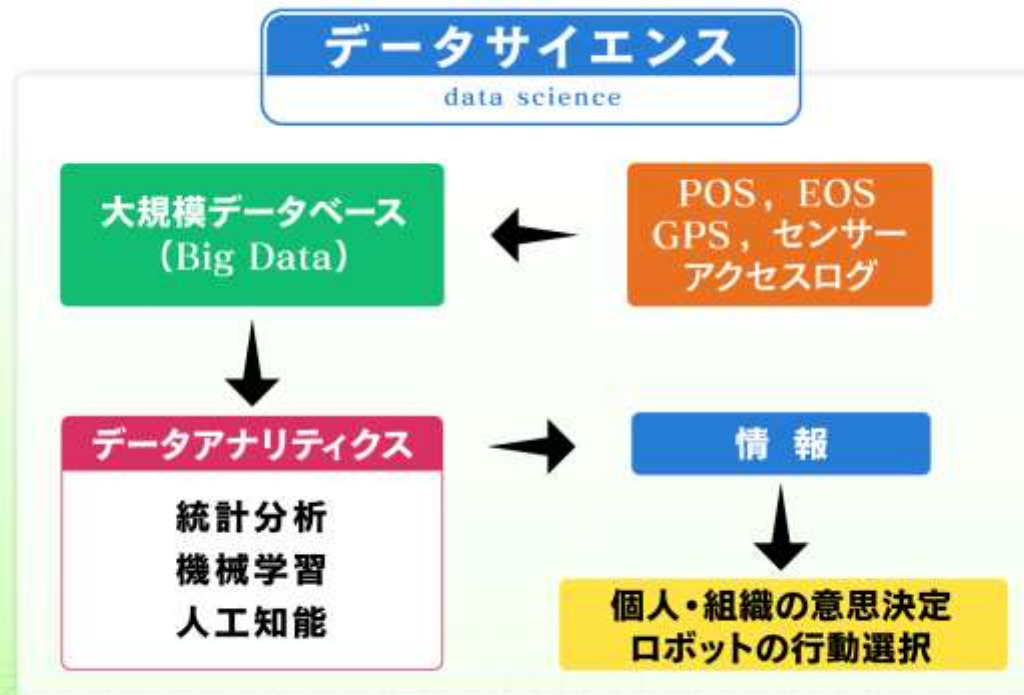 データサイエンス
data science
大規模データベース
（Big Data）
POS，EOS
GPS，センサー
アクセスログ
データアナリティクス
統計分析
機械学習
人工知能
情 報
個人・組織の意思決定
ロボットの行動選択